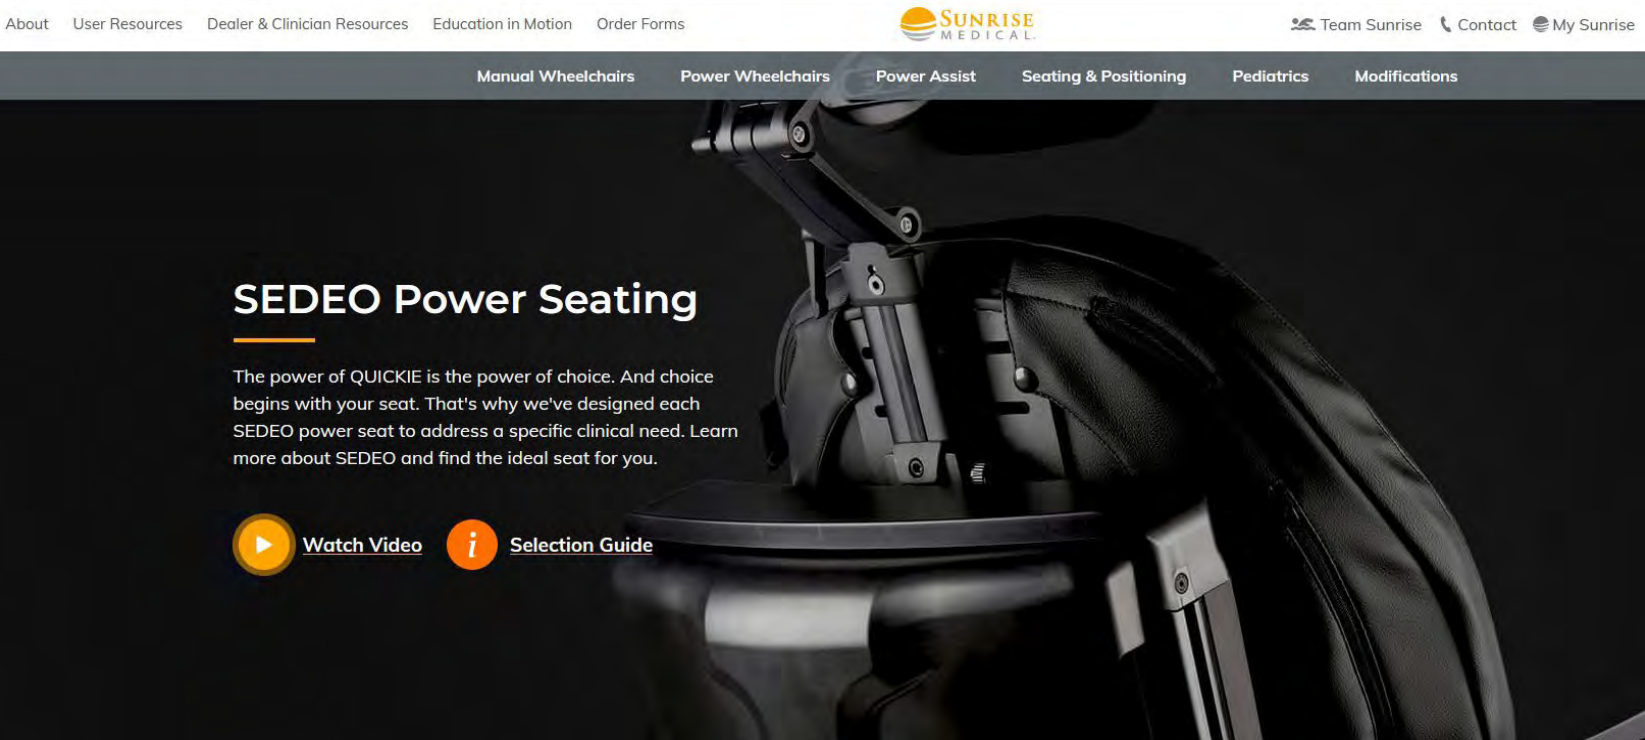 About User Resources Dealer & Clinician Resources Education in Motion Order Forms SUNRISE MEDICAL. Team Sunrise Contact My Sunrise
Manual Wheelchairs Power Wheelchairs Power Assist Seating & Positioning Pediatrics Modifications
SEDEO Power Seating
The power of QUICKIE is the power of choice. And choice
begins with your seat. That's why we've designed each
SEDEO power seat to address a specific clinical need. Learn
more about SEDEO and find the ideal seat for you.
Watch Video i Selection Guide